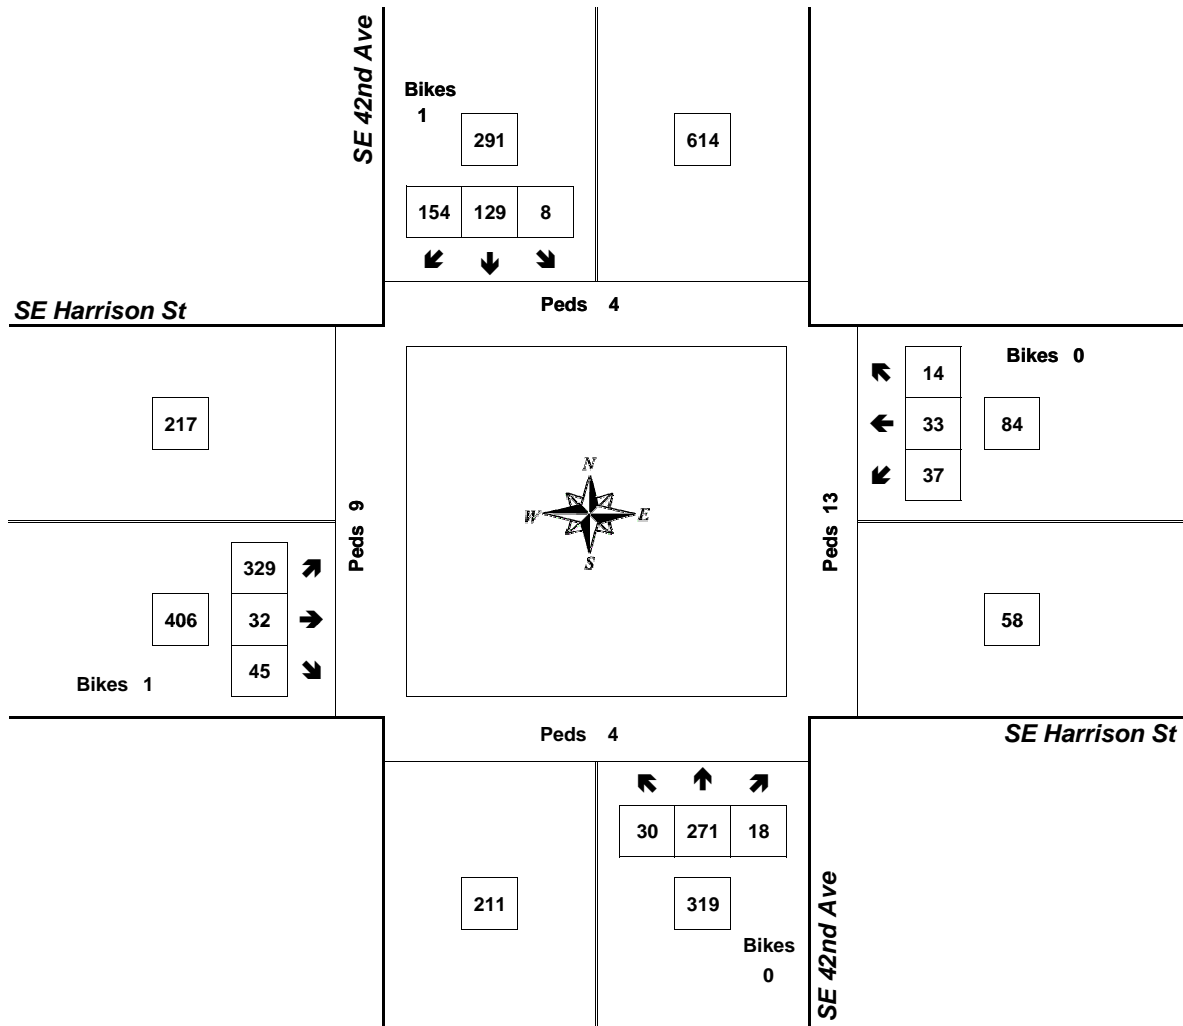 SE 42nd Ave
Bikes
1
291
614
154 129 8
SE Harrison St
Peds 4
Bikes 0
14
217
33 84
37
N
W E
S
Peds 9
Peds 13
329
406 32
58
45
Bikes 1
Peds 4
SE Harrison St
30 271 18
211
319
SE 42nd Ave
Bikes
0